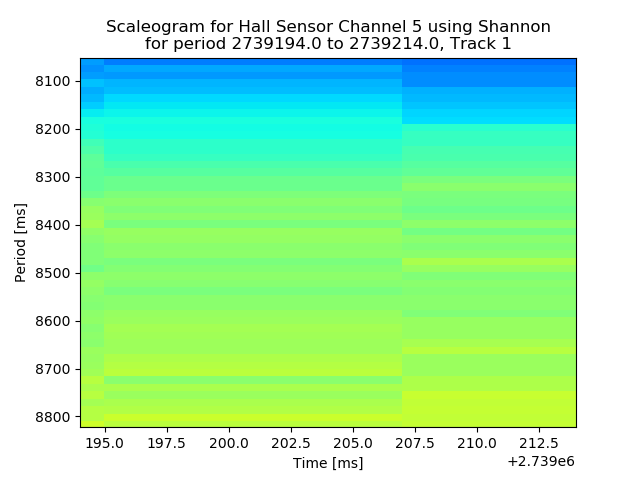 Scaleogram for Hall Sensor Channel 5 using Shannon
for period 2739194.0 to 2739214.0, Track 1
8100
8200
8300
8400
8500
8600
8700
8800
Period [ms]
195.0 197.5 200.0 202.5 205.0 207.5 210.0 212.5
Time [ms]
+2.739e6